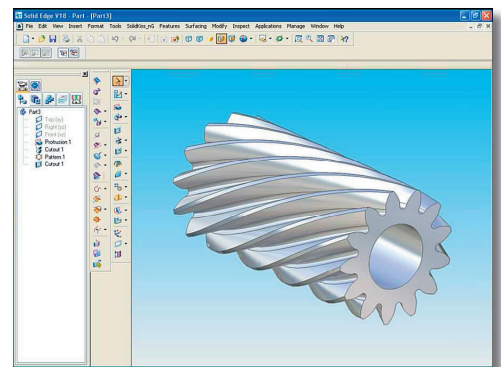 Solid Edge V18 - Part - [Part3]
File Edit View Insert Format Tools SolidKiss_nG Features Surfacing Modify Inspect Applications Manage Window Help
Part3
Top (xy)
Right (yz)
Front (xz)
Protrusion 1
Cutout 1
Pattern 1
Cutout 1